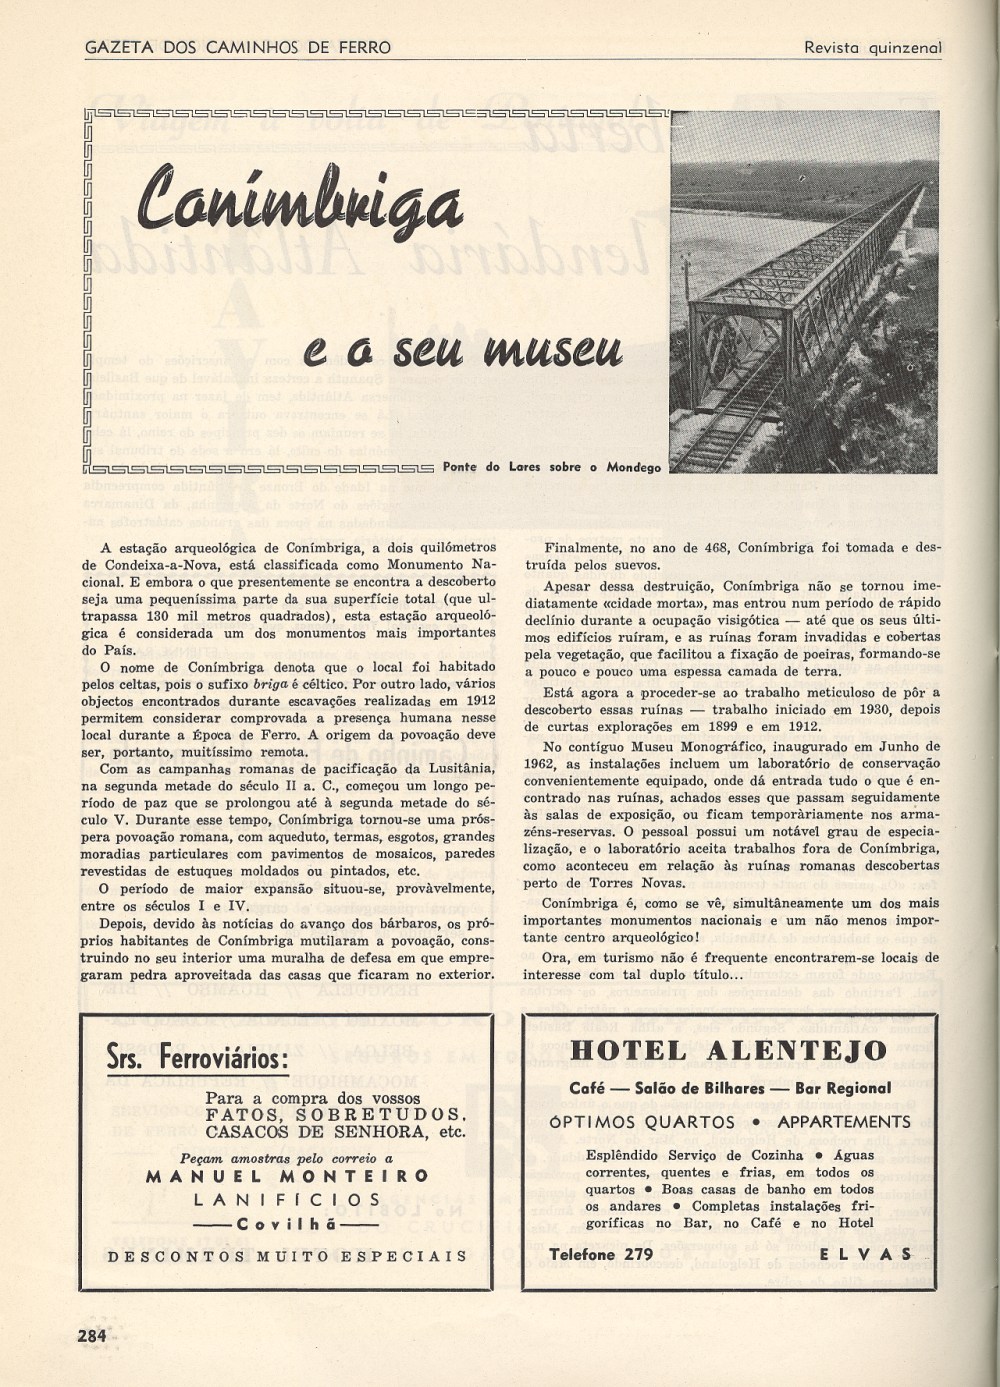 GAZETA DOS CAMINHOS DE FERRO
Revista quinzenal
Conímbriga
e o seu museu
Ponte do Lares sobre o Mondego
A estação arqueológica de Conímbriga, a dois quilómetros
de Condeixa-a-Nova, está classificada como Monumento Na-
cional. E embora o que presentemente se encontra a descoberto
seja uma pequeníssima parte da sua superfície total (que ul-
trapassa 130 mil metros quadrados), esta estação arqueoló-
gica é considerada um dos monumentos mais importantes
do País.
O nome de Conímbriga denota que o local foi habitado
pelos celtas, pois o sufixo briga é céltico. Por outro lado, vários
objectos encontrados durante escavações realizadas em 1912
permitem considerar comprovada a presença humana nesse
local durante a Época de Ferro. A origem da povoação deve
ser, portanto, muitíssimo remota.
Com as campanhas romanas de pacificação da Lusitânia,
na segunda metade do século II a. C., começou um longo pe-
ríodo de paz que se prolongou até à segunda metade do sé-
culo V. Durante esse tempo, Conímbriga tornou-se uma prós-
pera povoação romana, com aqueduto, termas, esgotos, grandes
moradias particulares com pavimentos de mosaicos, paredes
revestidas de estuques moldados ou pintados, etc.
O período de maior expansão situou-se, provàvelmente,
entre os séculos I e IV.
Depois, devido às notícias do avanço dos bárbaros, os pró-
prios habitantes de Conímbriga mutilaram a povoação, cons-
truindo no seu interior uma muralha de defesa em que empre-
garam pedra aproveitada das casas que ficaram no exterior.
Finalmente, no ano de 468, Conímbriga foi tomada e des-
truída pelos suevos.
Apesar dessa destruição, Conímbriga não se tornou ime-
diatamente «cidade morta», mas entrou num período de rápido
declínio durante a ocupação visigótica — até que os seus últi-
mos edifícios ruíram, e as ruínas foram invadidas e cobertas
pela vegetação, que facilitou a fixação de poeiras, formando-se
a pouco e pouco uma espessa camada de terra.
Está agora a proceder-se ao trabalho meticuloso de pôr a
descoberto essas ruínas — trabalho iniciado em 1930, depois
de curtas explorações em 1899 e em 1912.
No contíguo Museu Monográfico, inaugurado em Junho de
1962, as instalações incluem um laboratório de conservação
convenientemente equipado, onde dá entrada tudo o que é en-
contrado nas ruínas, achados esses que passam seguidamente
às salas de exposição, ou ficam temporàriamente nos arma-
zéns-reservas. O pessoal possui um notável grau de especia-
lização, e o laboratório aceita trabalhos fora de Conímbriga,
como aconteceu em relação às ruínas romanas descobertas
perto de Torres Novas.
Conímbriga é, como se vê, simultâneamente um dos mais
importantes monumentos nacionais e um não menos impor-
tante centro arqueológico!
Ora, em turismo não é frequente encontrarem-se locais de
interesse com tal duplo título...
Srs. Ferroviários:
Para a compra dos vossos
FATOS, SOBRETUDOS,
CASACOS DE SENHORA, etc.
Peçam amostras pelo correio a
MANUEL MONTEIRO
LANIFÍCIOS
—Covilhã—
DESCONTOS MUITO ESPECIAIS
HOTEL ALENTEJO
Café — Salão de Bilhares — Bar Regional
ÓPTIMOS QUARTOS • APPARTEMENTS
Esplêndido Serviço de Cozinha • Águas
correntes, quentes e frias, em todos os
quartos • Boas casas de banho em todos
os andares • Completas instalações fri-
goríficas no Bar, no Café e no Hotel
Telefone 279 ELVAS
284